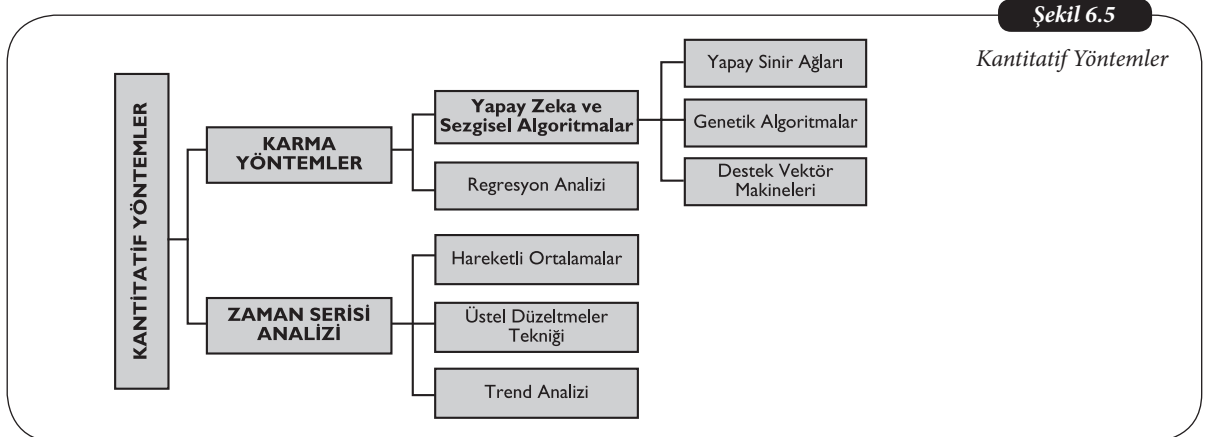 Şekil 6.5
Kantitatif Yöntemler
KANTİTATİF YÖNTEMLER
KARMA
YÖNTEMLER
Yapay Zeka ve
Sezgisel Algoritmalar
Yapay Sinir Ağları
Genetik Algoritmalar
Destek Vektör
Makineleri
Regresyon Analizi
ZAMAN SERİSİ
ANALİZİ
Hareketli Ortalamalar
Üstel Düzeltmeler
Tekniği
Trend Analizi